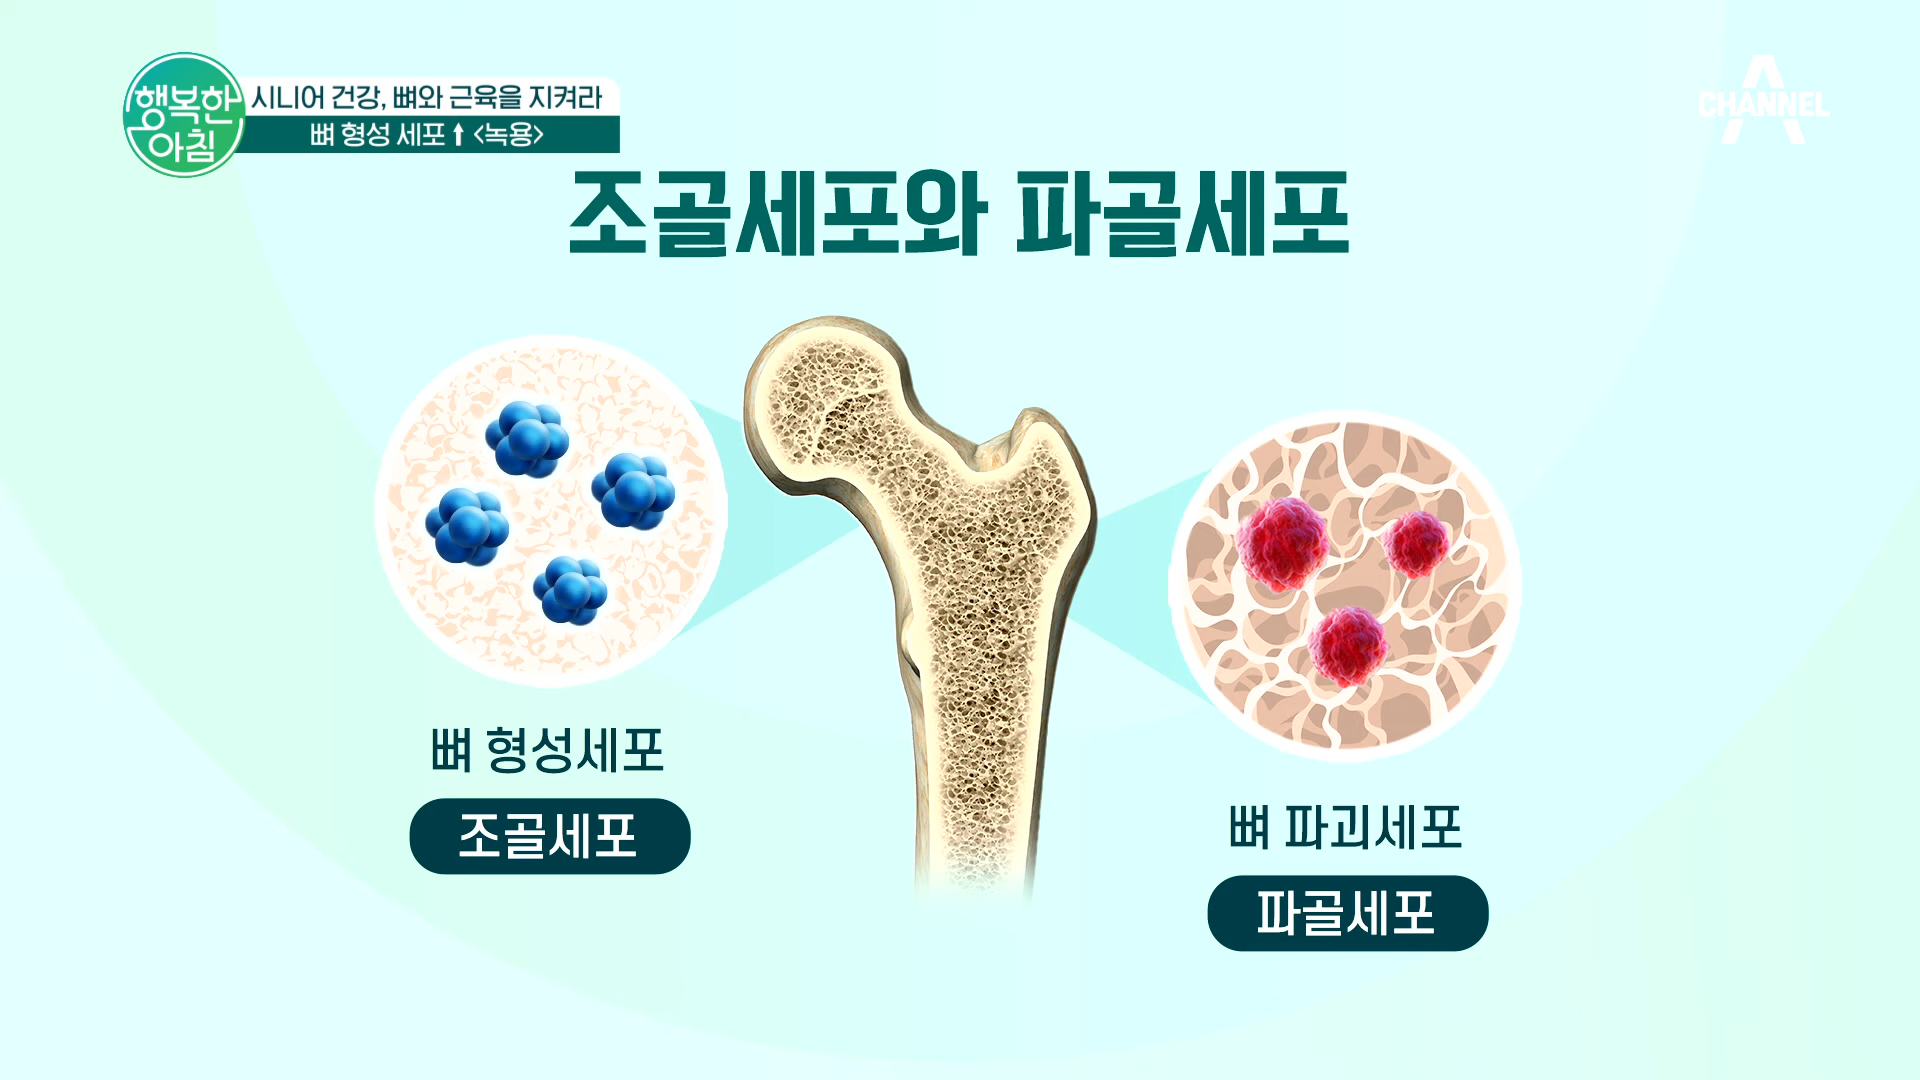 행복한
아침
시니어 건강, 뼈와 근육을 지켜라
뼈 형성 세포⬆ <녹용>
CHANNEL A
조골세포와 파골세포
뼈 형성세포
조골세포
뼈 파괴세포
파골세포